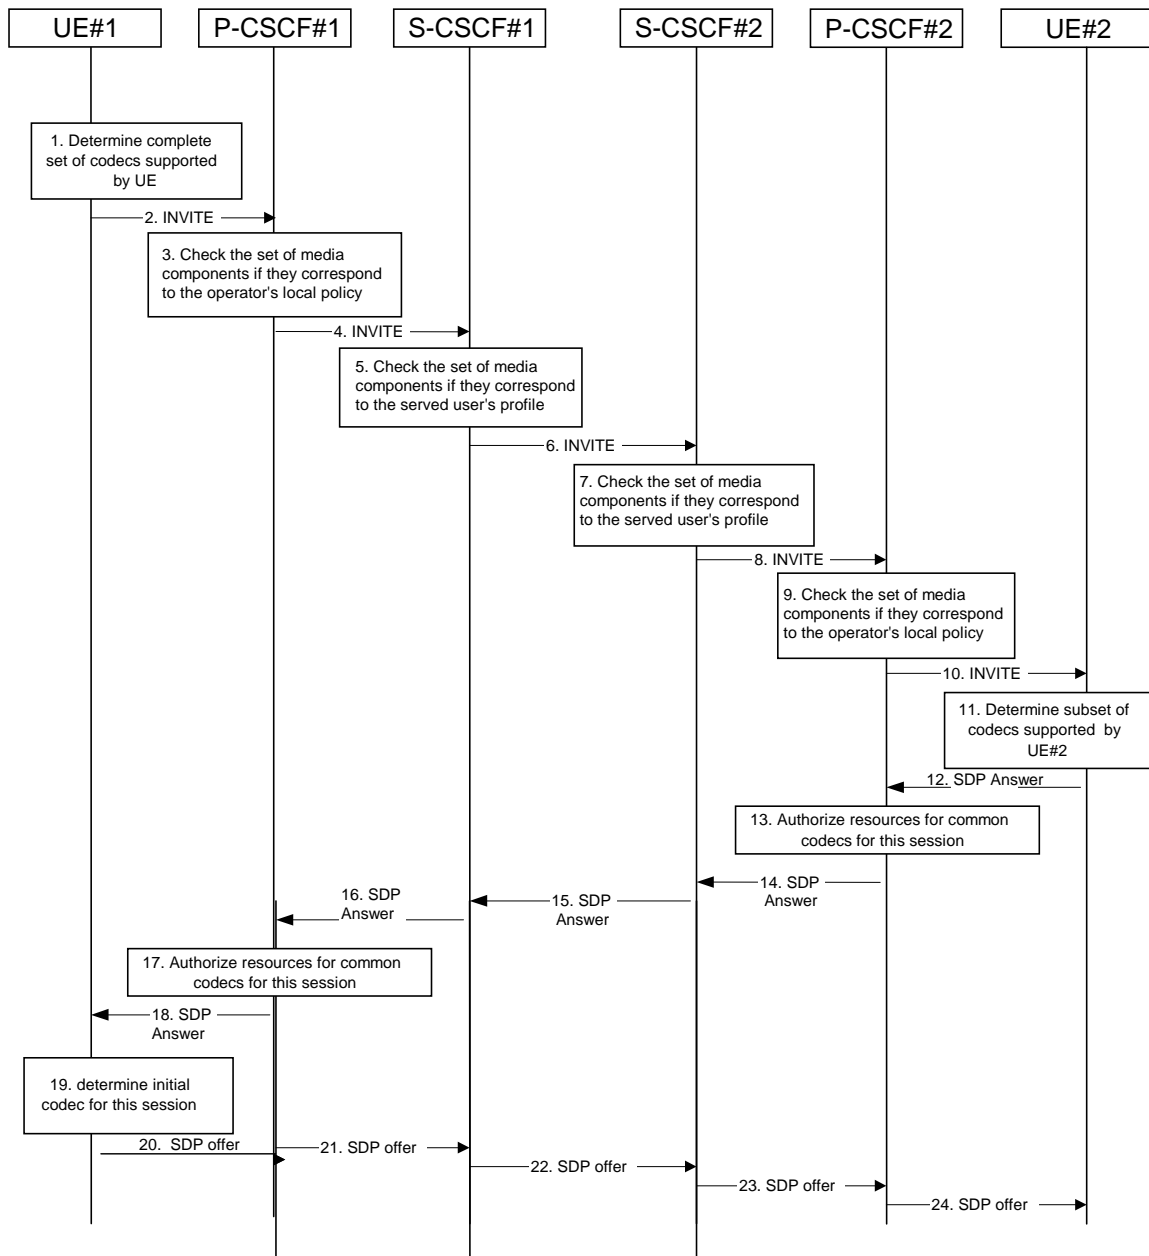 UE#1
P-CSCF#1
S-CSCF#1
S-CSCF#2
P-CSCF#2
UE#2
1. Determine complete
set of codecs supported
by UE
2. INVITE
3. Check the set of media
components if they correspond
to the operator's local policy
4. INVITE
5. Check the set of media
components if they correspond
to the served user's profile
6. INVITE
7. Check the set of media
components if they correspond
to the served user's profile
8. INVITE
9. Check the set of media
components if they correspond
to the operator's local policy
10. INVITE
11. Determine subset of
codecs supported by
UE#2
12. SDP Answer
13. Authorize resources for common
codecs for this session
14. SDP
Answer
15. SDP
Answer
16. SDP
Answer
17. Authorize resources for common
codecs for this session
18. SDP
Answer
19. determine initial
codec for this session
20. SDP offer
21. SDP offer
22. SDP offer
23. SDP offer
24. SDP offer